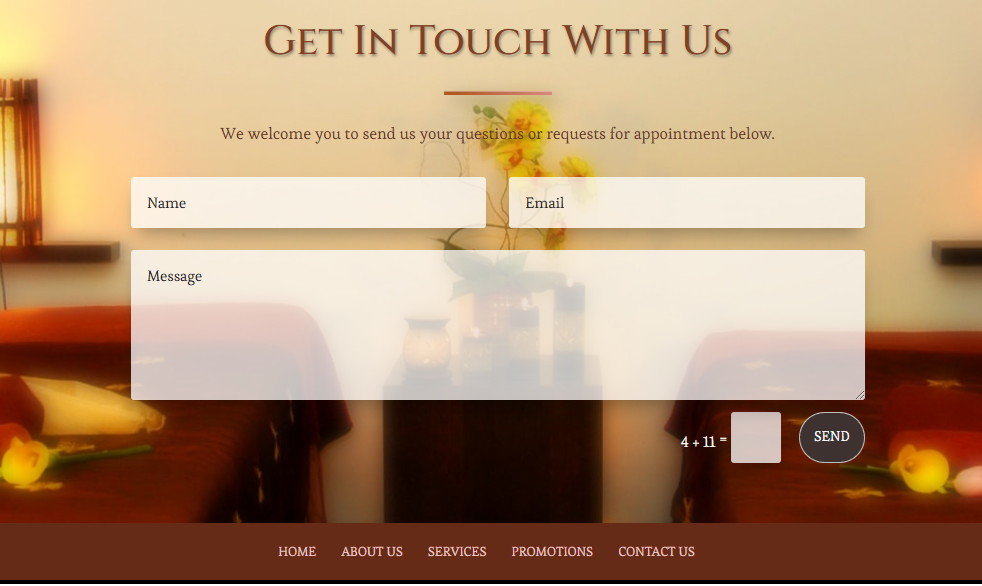 Get In Touch With Us
We welcome you to send us your questions or requests for appointment below.
Name
Email
Message
4 + 11 =
SEND
HOME ABOUT US SERVICES PROMOTIONS CONTACT US